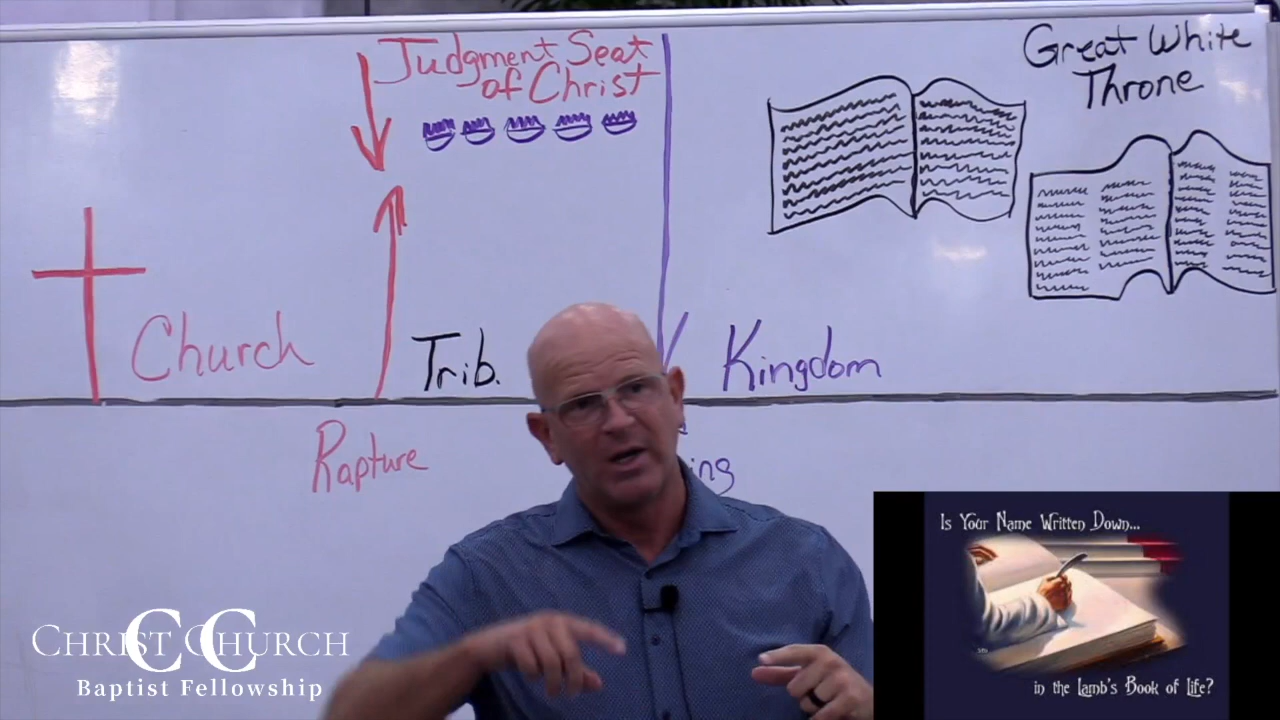 Judgment Seat
of Christ
Great White
Throne
Church
Trib.
Kingdom
Rapture
Is Your Name Written Down...
in the Lamb's Book of Life?
CC
Christ Church
Baptist Fellowship